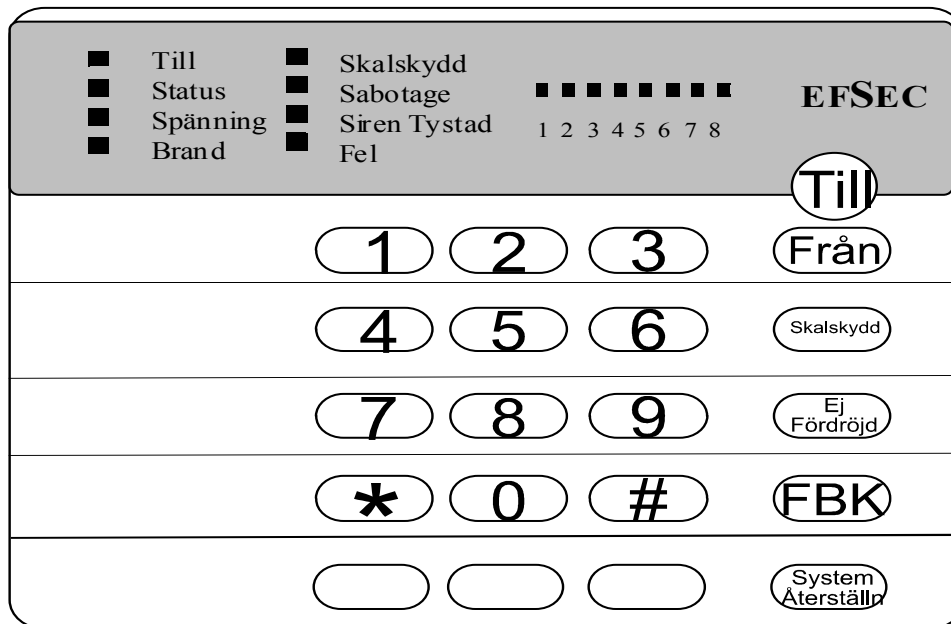 Till
Status
Spänning
Brand
Skalskydd
Sabotage
Siren Tystad
Fel
1 2 3 4 5 6 7 8
EFSEC
Till
1 2 3 Från
4 5 6 Skalskydd
7 8 9 Ej
Fördröjd
* 0 # FBK
System
Återställn